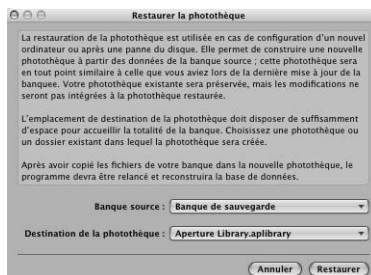 Restaurer la photothèque
La restauration de la photothèque est utilisée en cas de configuration d'un nouvel
ordinateur ou après une panne du disque. Elle permet de construire une nouvelle
photothèque à partir des données de la banque source ; cette photothèque sera
en tout point similaire à celle que vous aviez lors de la dernière mise à jour de la
banquee. Votre photothèque existante sera préservée, mais les modifications ne
seront pas intégrées à la photothèque restaurée.
L'emplacement de destination de la photothèque doit disposer de suffisamment
d'espace pour accueillir la totalité de la banque. Choisissez une photothèque ou
un dossier existant dans lequel la photothèque sera créée.
Après avoir copié les fichiers de votre banque dans la nouvelle photothèque, le
programme devra être relancé et reconstruira la base de données.
Banque source : Banque de sauvegarde
Destination de la photothèque : Aperture Library.aplibrary
Annuler Restaurer